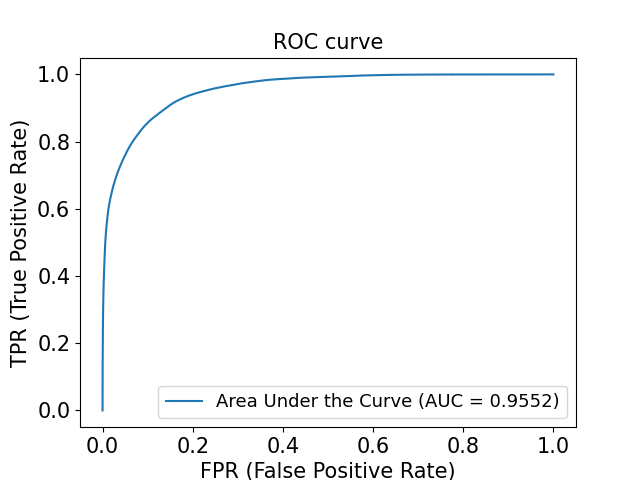 ROC curve
TPR (True Positive Rate)
1.0
0.8
0.6
0.4
0.2
0.0
Area Under the Curve (AUC = 0.9552)
0.0 0.2 0.4 0.6 0.8 1.0
FPR (False Positive Rate)